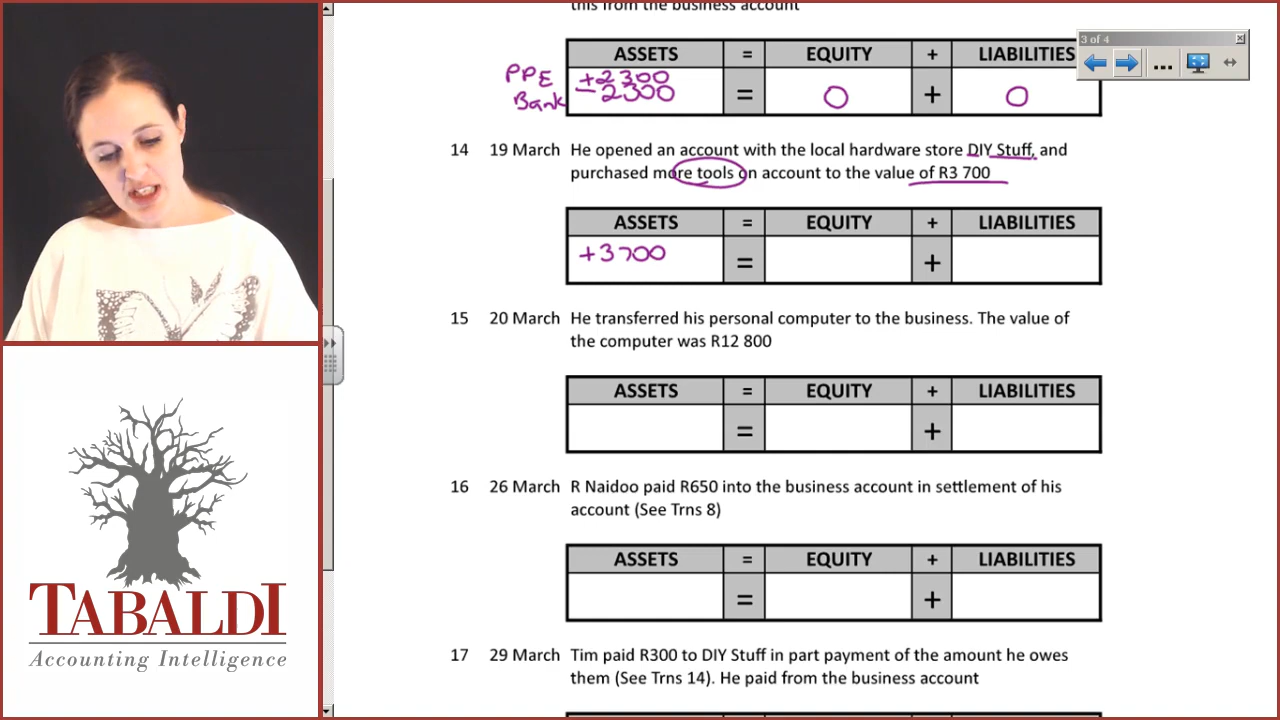 this from the business account
3 of 4
ASSETS = EQUITY + LIABILITIES
PPE +2300
Bank -2300 = 0 + 0
14 19 March He opened an account with the local hardware store DIY Stuff, and
purchased more tools on account to the value of R3 700
ASSETS = EQUITY + LIABILITIES
+3700
= +
15 20 March He transferred his personal computer to the business. The value of
the computer was R12 800
ASSETS = EQUITY + LIABILITIES
= +
16 26 March R Naidoo paid R650 into the business account in settlement of his
account (See Trns 8)
ASSETS = EQUITY + LIABILITIES
= +
17 29 March Tim paid R300 to DIY Stuff in part payment of the amount he owes
them (See Trns 14). He paid from the business account
TABALDI
Accounting Intelligence